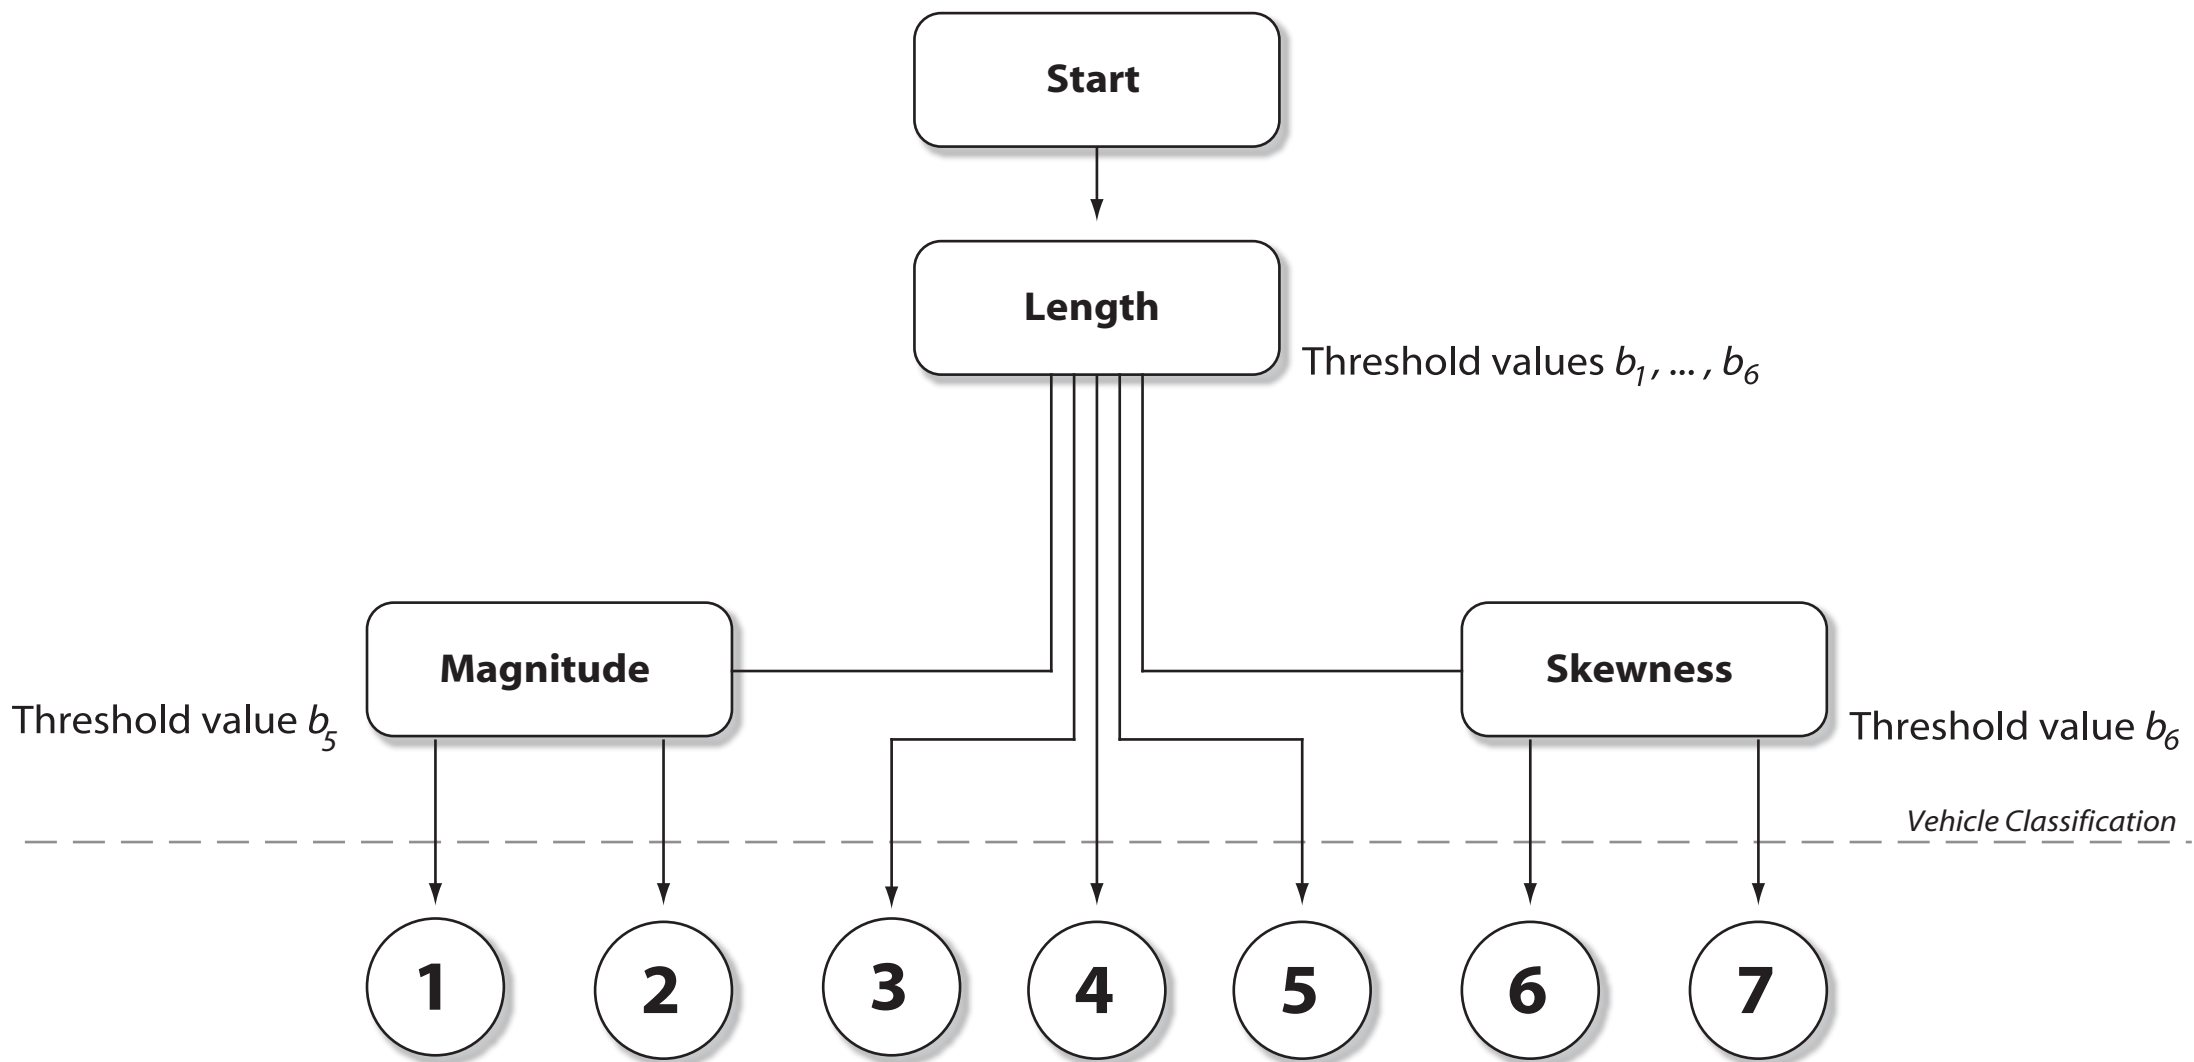 Start
Length
Threshold values b1, ... , b6
Magnitude
Skewness
Threshold value b5
Threshold value b6
Vehicle Classification
1 2 3 4 5 6 7